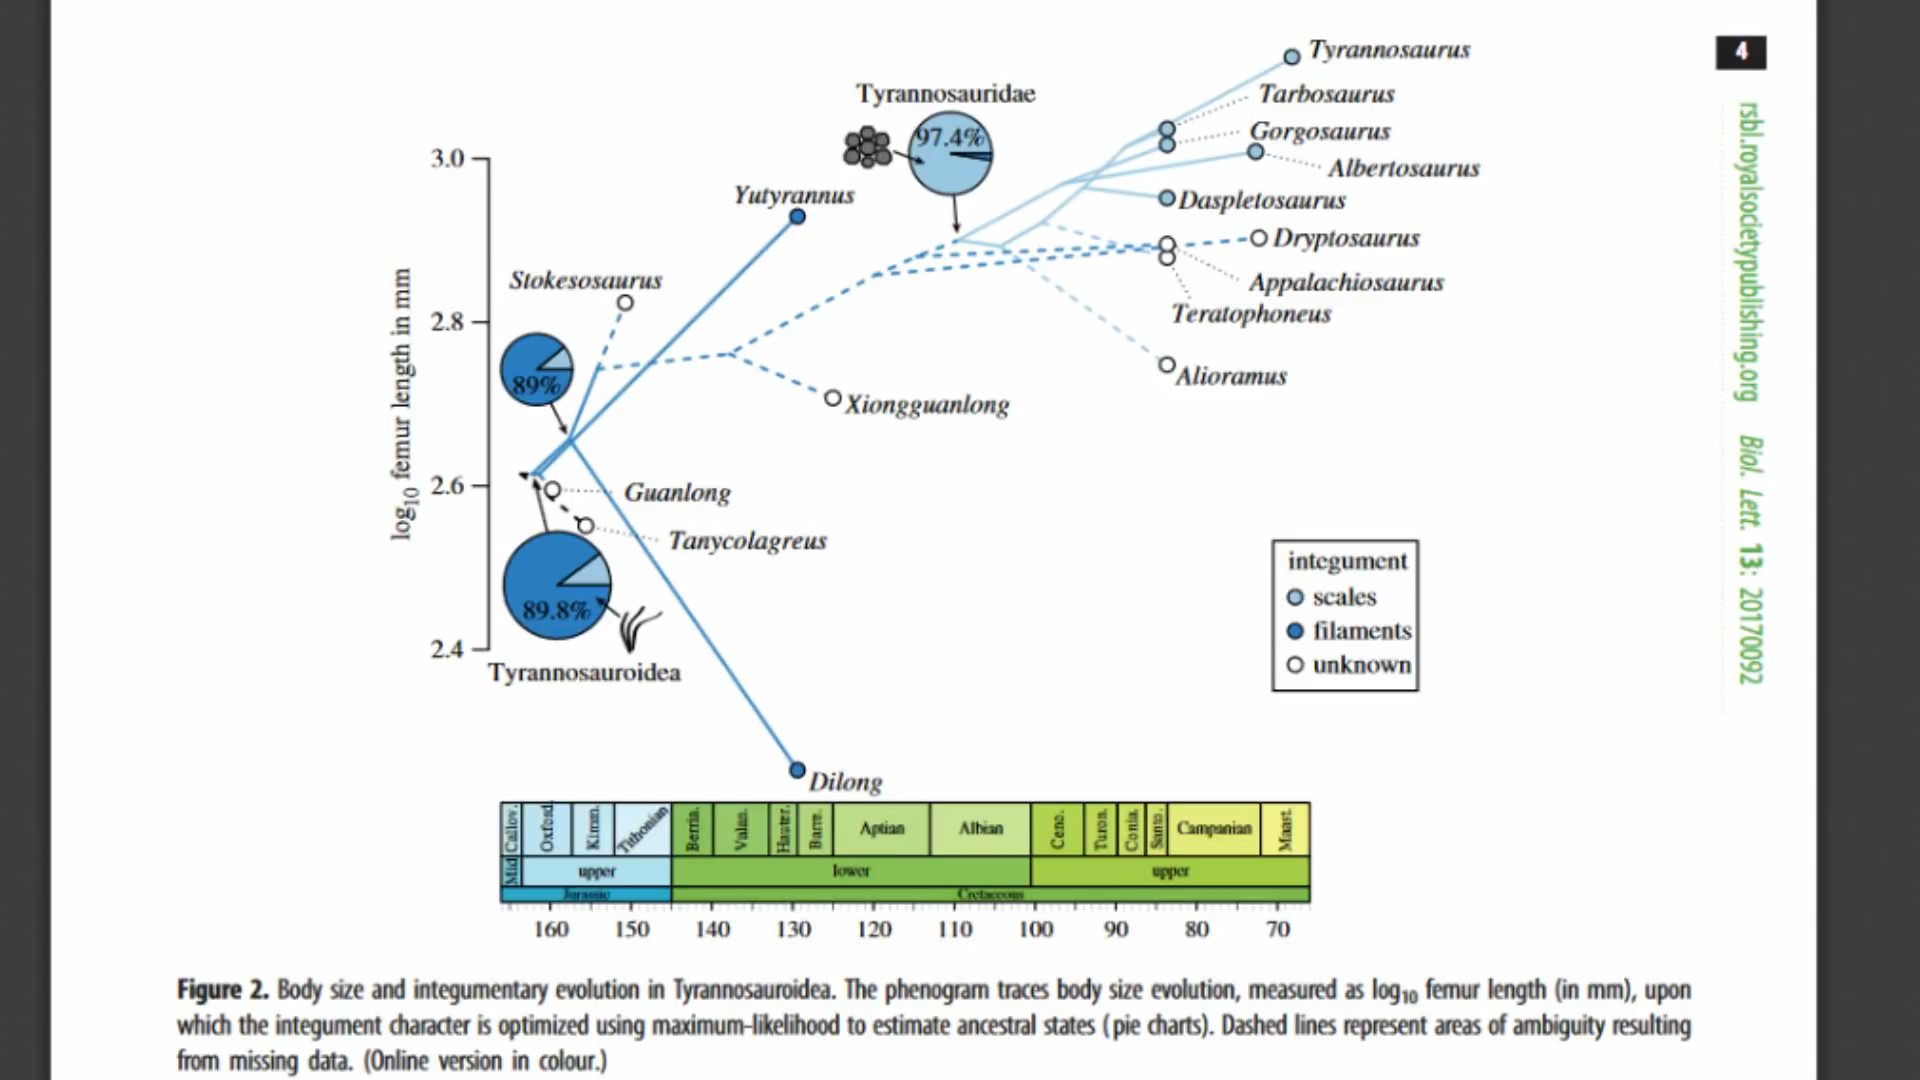 4
Tyrannosaurus
Tyrannosauridae
Tarbosaurus
97.4%
Gorgosaurus
3.0
Albertosaurus
Yutyrannus
Daspletosaurus
Dryptosaurus
Stokesosaurus
Appalachiosaurus
Teratophoneus
2.8
Alioramus
89%
Xiongguanlong
log10 femur length in mm
2.6
Guanlong
Tanycolagreus
integument
scales
89.8%
filaments
2.4
unknown
Tyrannosauroidea
Dilong
Callov. Oxford. Kimm. Tithonian Berria. Valan. Hauter. Barre. Aptian Albian Ceno. Turon. Conia. Santo. Campanian Maast.
Mid upper lower upper
Jurassic Cretaceous
160 150 140 130 120 110 100 90 80 70
rsbl.royalsocietypublishing.org Biol. Lett. 13: 20170092
Figure 2. Body size and integumentary evolution in Tyrannosauroidea. The phenogram traces body size evolution, measured as log10 femur length (in mm), upon
which the integument character is optimized using maximum-likelihood to estimate ancestral states (pie charts). Dashed lines represent areas of ambiguity resulting
from missing data. (Online version in colour.)